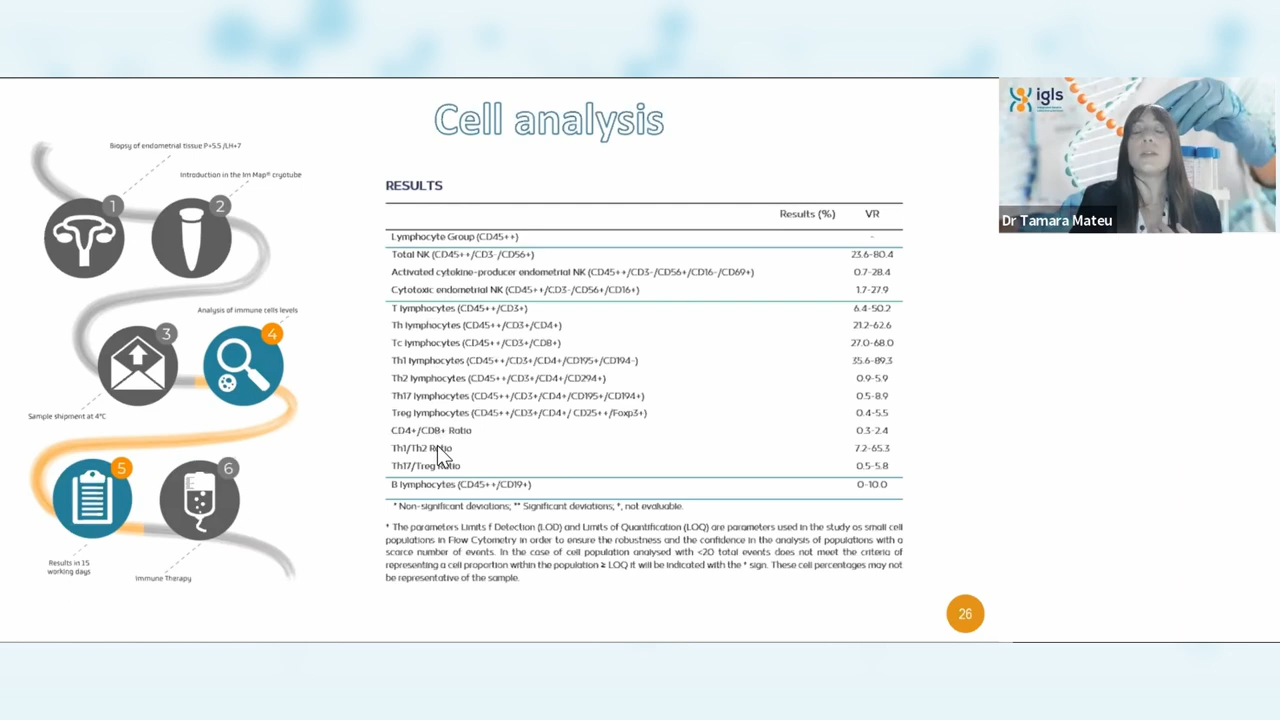 Cell analysis
Biopsy of endometrial tissue P+5.5 /LH+7
Introduction in the Im Map® cryotube
1
2
Analysis of immune cells levels
3
4
Sample shipment at 4°C
5
6
Results in 15
working days
Immune Therapy
RESULTS
Results (%) VR
Lymphocyte Group (CD45++) -
Total NK (CD45++/CD3-/CD56+) 23.6-80.4
Activated cytokine-producer endometrial NK (CD45++/CD3-/CD56+/CD16-/CD69+) 0.7-28.4
Cytotoxic endometrial NK (CD45++/CD3-/CD56+/CD16+) 1.7-27.9
T lymphocytes (CD45++/CD3+) 6.4-50.2
Th lymphocytes (CD45++/CD3+/CD4+) 21.2-62.6
Tc lymphocytes (CD45++/CD3+/CD8+) 27.0-68.0
Th1 lymphocytes (CD45++/CD3+/CD4+/CD195+/CD194-) 35.6-89.3
Th2 lymphocytes (CD45++/CD3+/CD4+/CD294+) 0.9-5.9
Th17 lymphocytes (CD45++/CD3+/CD4+/CD195+/CD194+) 0.5-8.9
Treg lymphocytes (CD45++/CD3+/CD4+/ CD25++/Foxp3+) 0.4-5.5
CD4+/CD8+ Ratio 0.3-2.4
Th1/Th2 Ratio 7.2-65.3
Th17/Treg Ratio 0.5-5.8
B lymphocytes (CD45++/CD19+) 0-10.0
* Non-significant deviations; ** Significant deviations; †, not evaluable.
† The parameters Limits f Detection (LOD) and Limits of Quantification (LOQ) are parameters used in the study os small cell
populations in Flow Cytometry in order to ensure the robustness and the confidence in the analysis of populations with a
scarce number of events. In the case of cell population analysed with <20 total events does not meet the criteria of
representing a cell proportion within the population ≥ LOQ it will be indicated with the † sign. These cell percentages may not
be representative of the sample.
26
igls
Dr Tamara Mateu